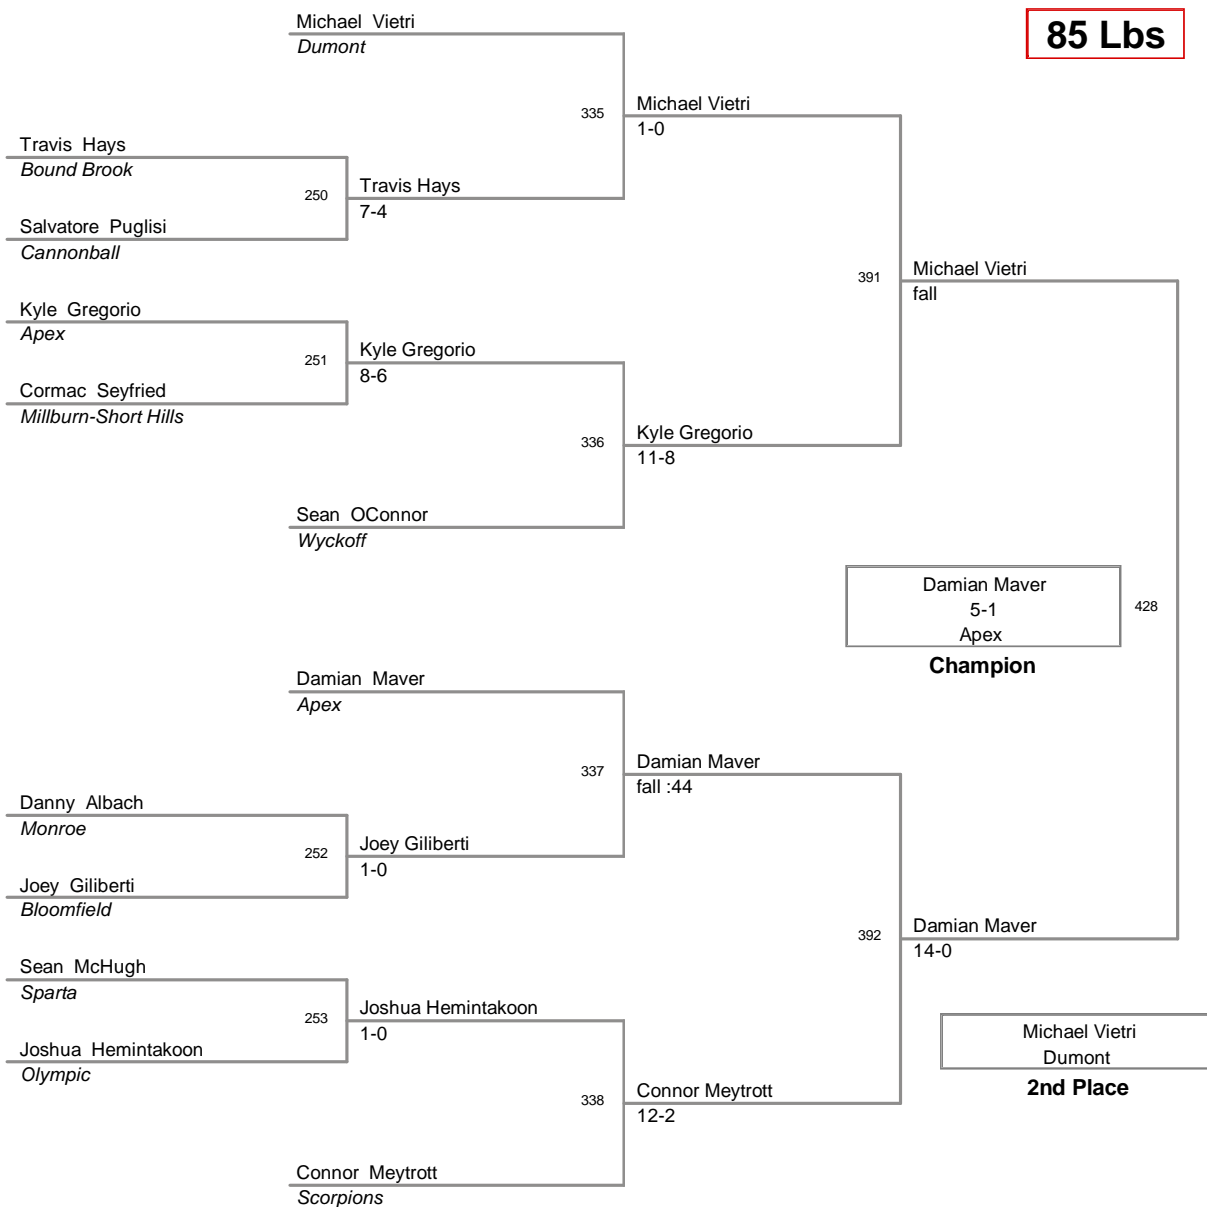 Michael Vietri
Dumont
85 Lbs
335
Michael Vietri
1-0
Travis Hays
Bound Brook
250
Travis Hays
7-4
Salvatore Puglisi
Cannonball
391
Michael Vietri
fall
Kyle Gregorio
Apex
251
Kyle Gregorio
8-6
Cormac Seyfried
Millburn-Short Hills
336
Kyle Gregorio
11-8
Sean OConnor
Wyckoff
Damian Maver
5-1
Apex
428
Champion
Damian Maver
Apex
337
Damian Maver
fall :44
Danny Albach
Monroe
252
Joey Giliberti
1-0
Joey Giliberti
Bloomfield
392
Damian Maver
14-0
Sean McHugh
Sparta
253
Joshua Hemintakoon
1-0
Joshua Hemintakoon
Olympic
Michael Vietri
Dumont
2nd Place
338
Connor Meytrott
12-2
Connor Meytrott
Scorpions